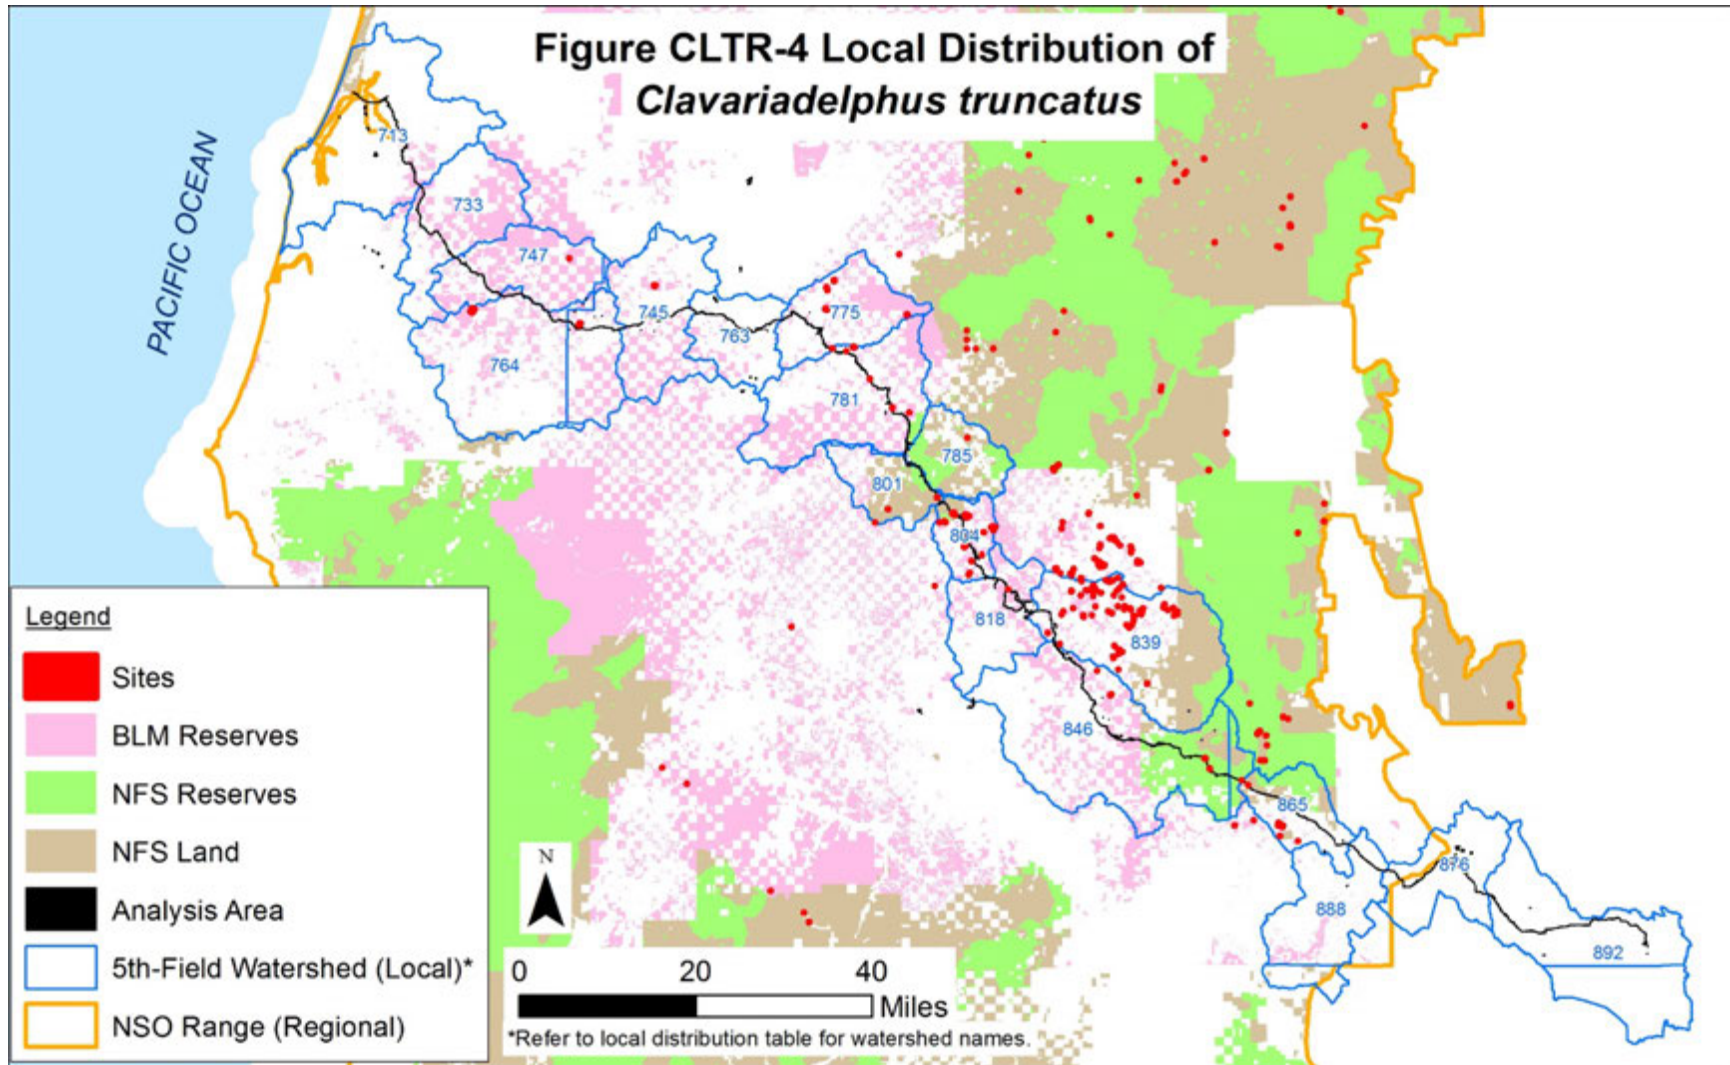 Figure CLTR-4 Local Distribution of
Clavariadelphus truncatus
PACIFIC OCEAN
713
733
747
745
775
763
764
781
785
801
804
818
839
846
865
876
888
892
Legend
Sites
BLM Reserves
NFS Reserves
NFS Land
Analysis Area
5th-Field Watershed (Local)*
NSO Range (Regional)
N
0 20 40
Miles
*Refer to local distribution table for watershed names.